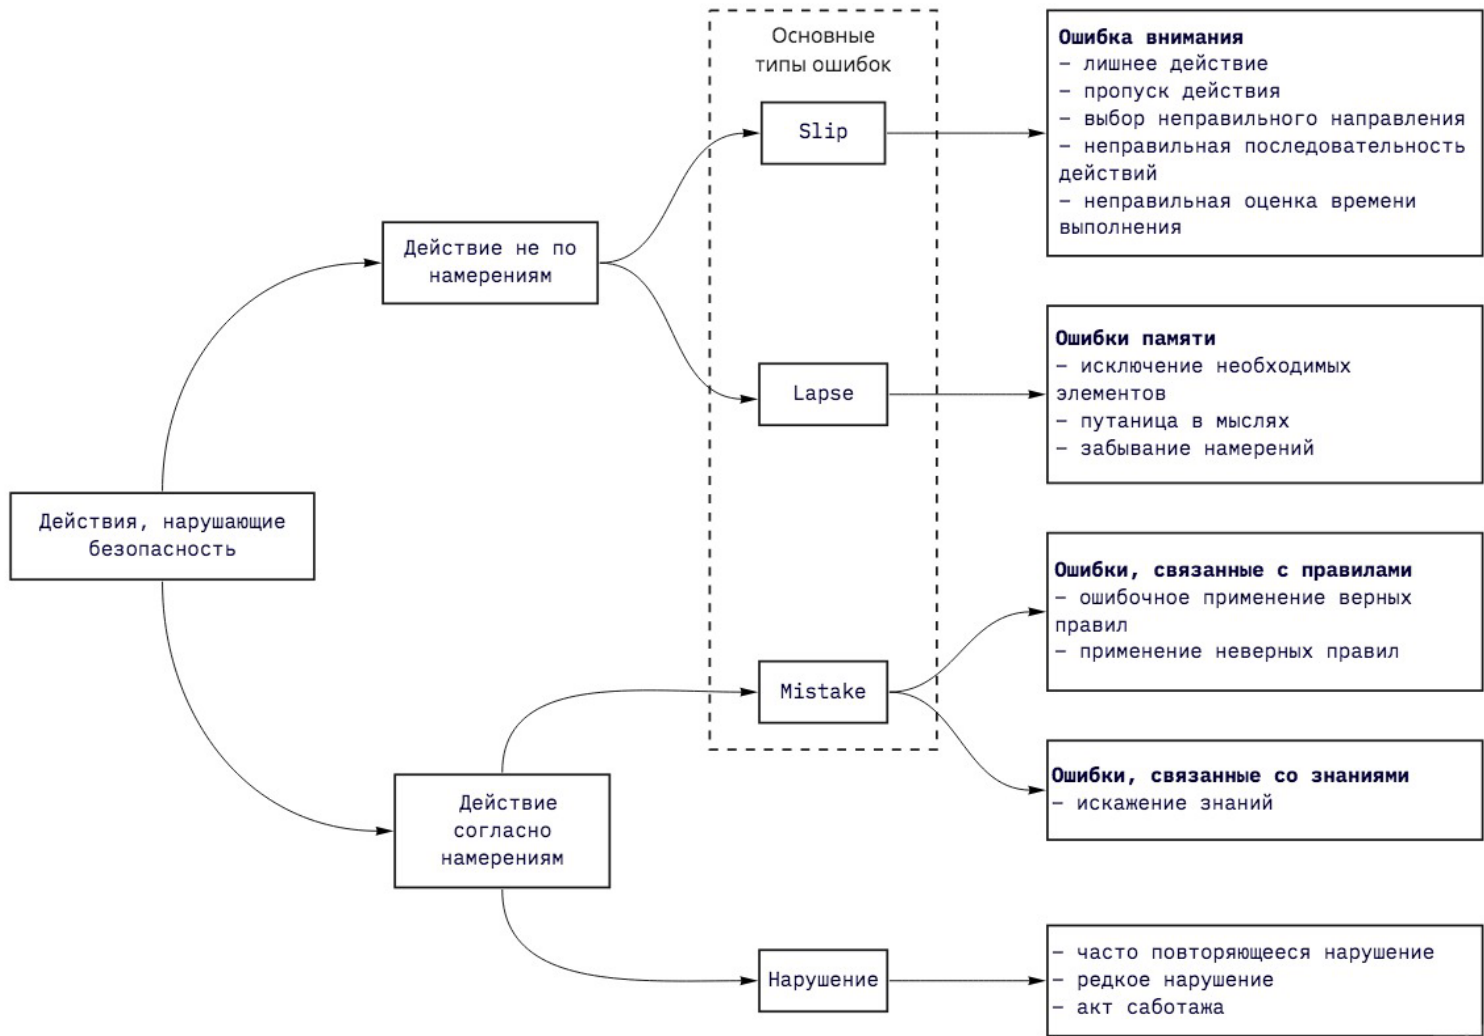 Основные
типы ошибок
Slip
Ошибка внимания
– лишнее действие
– пропуск действия
– выбор неправильного направления
– неправильная последовательность
действий
– неправильная оценка времени
выполнения
Действие не по
намерениям
Lapse
Ошибки памяти
– исключение необходимых
элементов
– путаница в мыслях
– забывание намерений
Действия, нарушающие
безопасность
Mistake
Ошибки, связанные с правилами
– ошибочное применение верных
правил
– применение неверных правил
Ошибки, связанные со знаниями
– искажение знаний
Действие
согласно
намерениям
Нарушение
– часто повторяющееся нарушение
– редкое нарушение
– акт саботажа